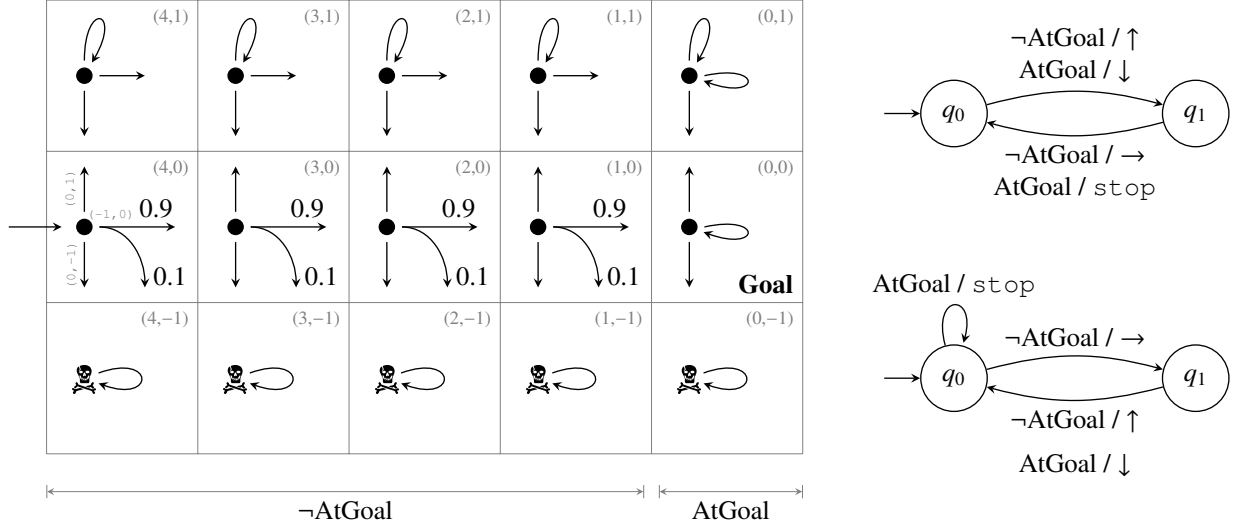 (4,1) (3,1) (2,1) (1,1) (0,1)
(4,0) (3,0) (2,0) (1,0) (0,0)
(0,1)
(−1,0) 0.9 0.9 0.9 0.9
(0,−1)
0.1 0.1 0.1 0.1 Goal
(4,−1) (3,−1) (2,−1) (1,−1) (0,−1)
¬AtGoal AtGoal
¬AtGoal / ↑
AtGoal / ↓
q0 q1
¬AtGoal / →
AtGoal / stop
AtGoal / stop
¬AtGoal / →
q0 q1
¬AtGoal / ↑
AtGoal / ↓